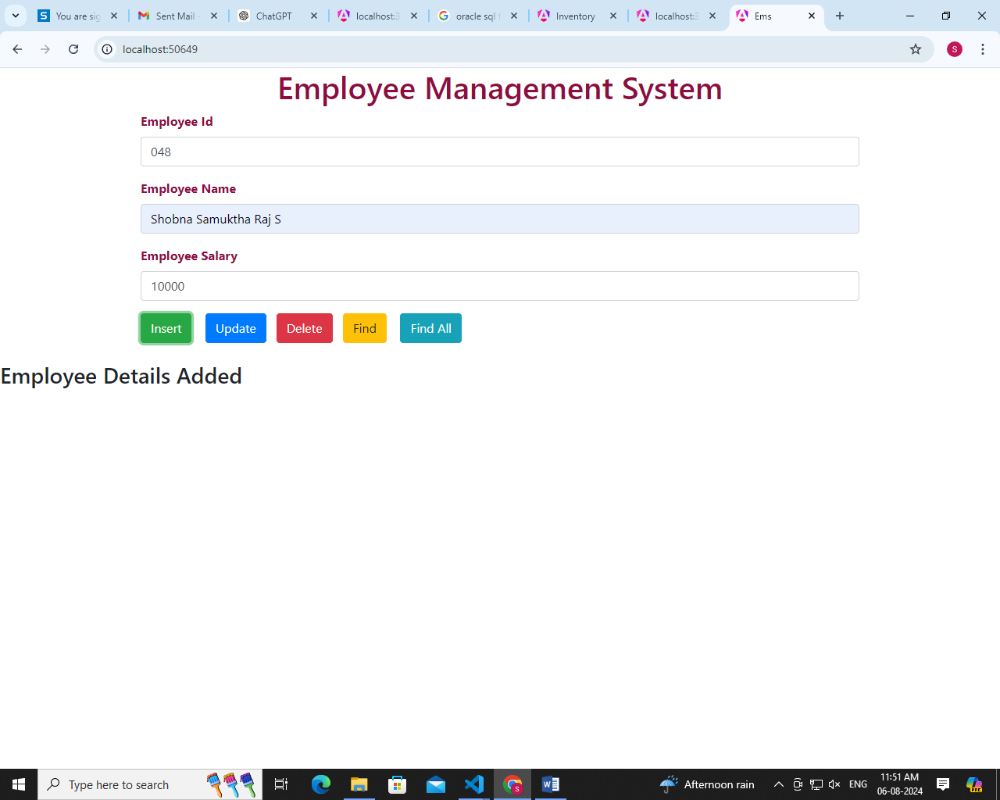 You are sig
Sent Mail -
ChatGPT
localhost:3
oracle sql f
Inventory
localhost:3
Ems
localhost:50649
S
Employee Management System
Employee Id
048
Employee Name
Shobna Samuktha Raj S
Employee Salary
10000
Insert Update Delete Find Find All
Employee Details Added
Type here to search
Afternoon rain
ENG
11:51 AM
06-08-2024